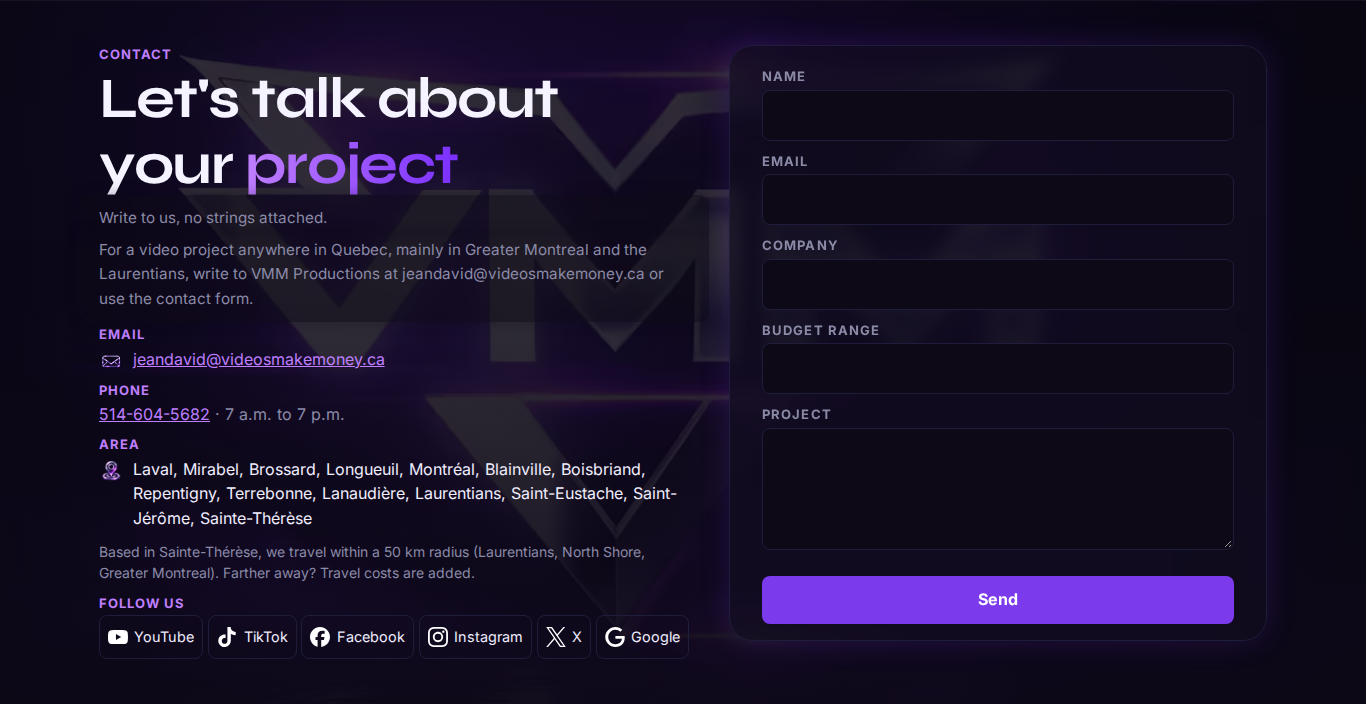 CONTACT
Let's talk about
your project
Write to us, no strings attached.
For a video project anywhere in Quebec, mainly in Greater Montreal and the
Laurentians, write to VMM Productions at jeandavid@videosmakemoney.ca or
use the contact form.
EMAIL
jeandavid@videosmakemoney.ca
PHONE
514-604-5682 · 7 a.m. to 7 p.m.
AREA
Laval, Mirabel, Brossard, Longueuil, Montréal, Blainville, Boisbriand,
Repentigny, Terrebonne, Lanaudière, Laurentians, Saint-Eustache, Saint-
Jérôme, Sainte-Thérèse
Based in Sainte-Thérèse, we travel within a 50 km radius (Laurentians, North Shore,
Greater Montreal). Farther away? Travel costs are added.
FOLLOW US
YouTube TikTok Facebook Instagram X Google
NAME
EMAIL
COMPANY
BUDGET RANGE
PROJECT
Send
VMM